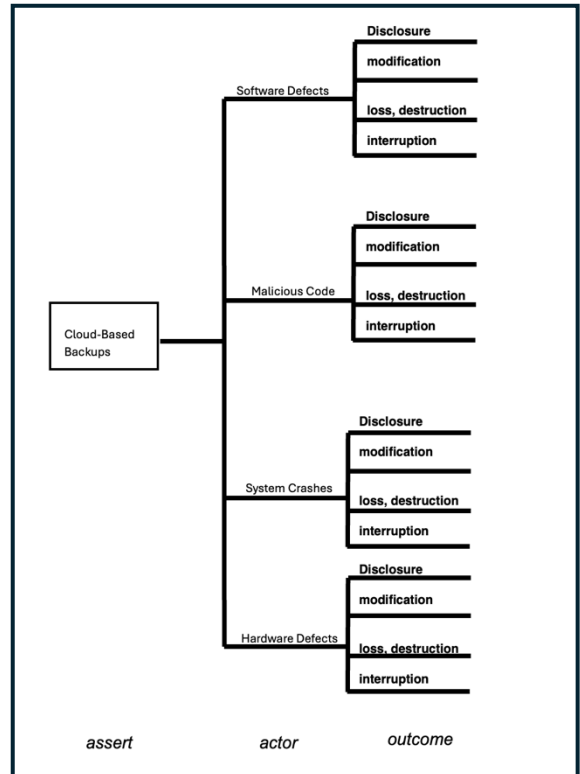 Disclosure
modification
Software Defects
loss, destruction
interruption
Disclosure
modification
Malicious Code
loss, destruction
interruption
Cloud-Based
Backups
Disclosure
modification
System Crashes
loss, destruction
interruption
Disclosure
modification
Hardware Defects
loss, destruction
interruption
assert
actor
outcome